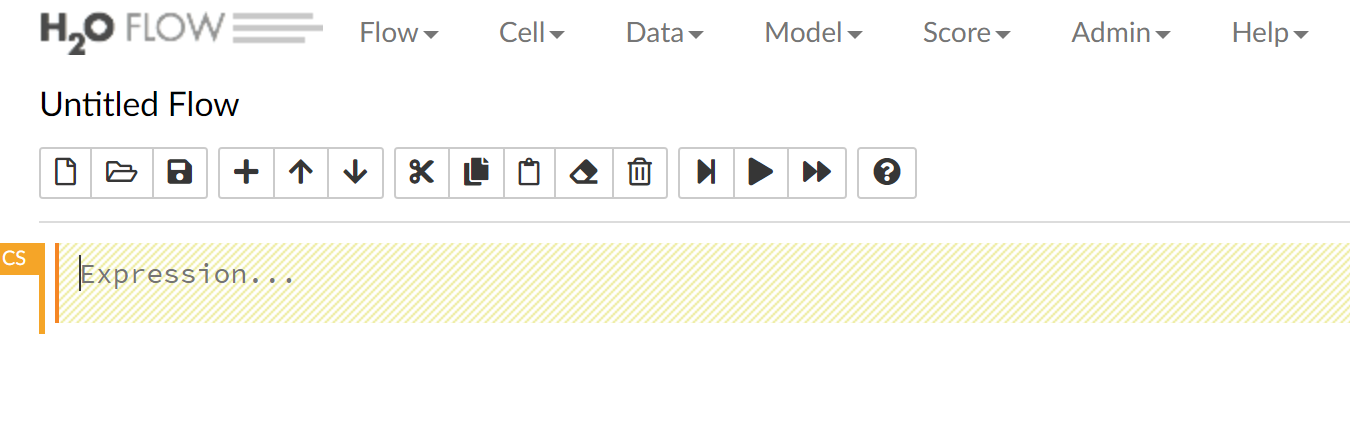 H2O FLOW Flow Cell Data Model Score Admin Help
Untitled Flow
CS
Expression...